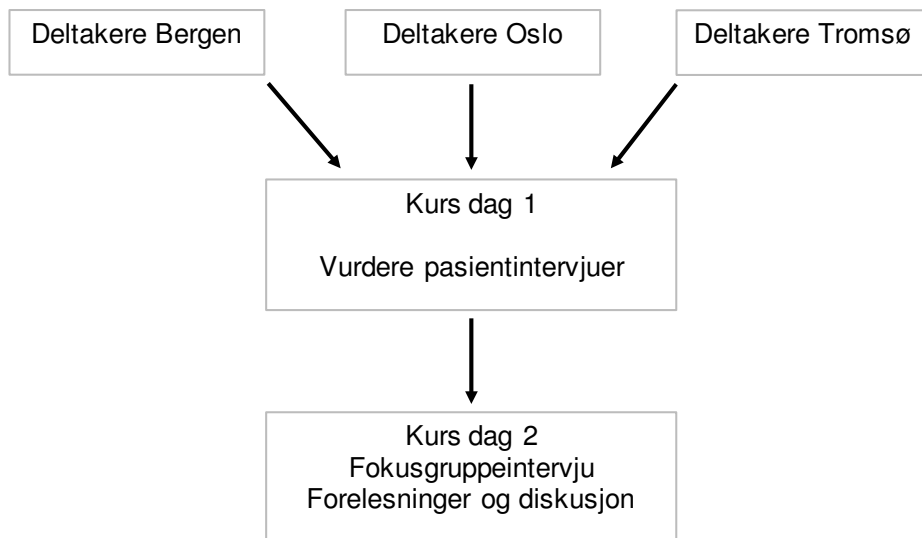 Deltakere Bergen
Deltakere Oslo
Deltakere Tromsø
Kurs dag 1
Vurdere pasientintervjuer
Kurs dag 2
Fokusgruppeintervju
Forelesninger og diskusjon